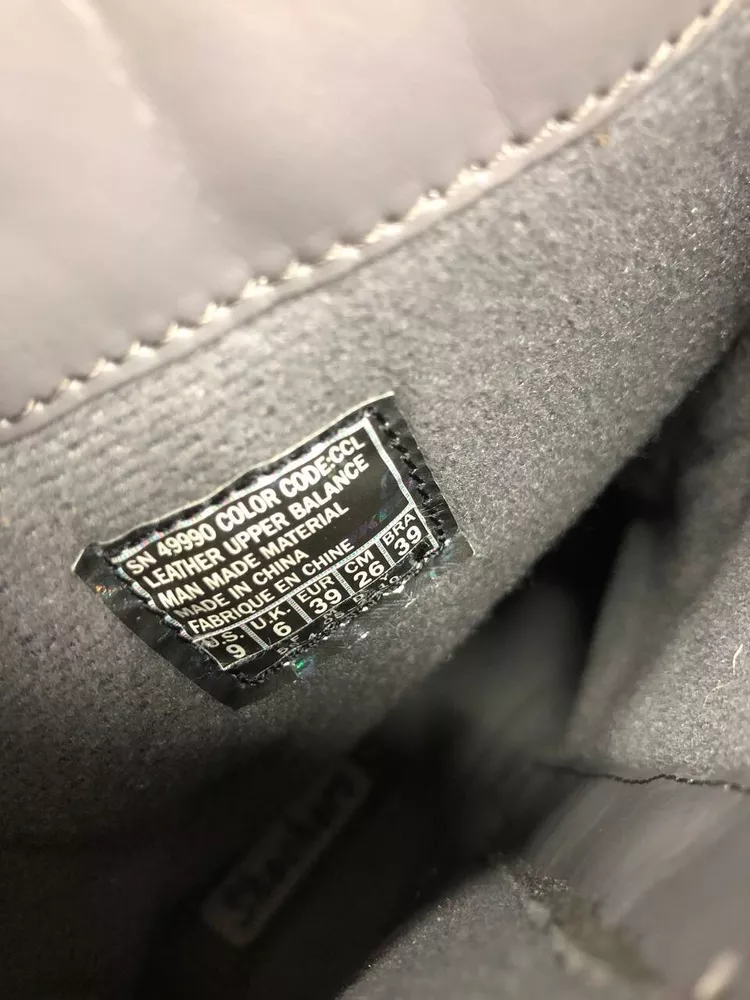 SN 49990 COLOR CODE:CCL
LEATHER UPPER BALANCE
MAN MADE MATERIAL
MADE IN CHINA
FABRIQUE EN CHINE
U.S. U.K. EUR CM BRA
9 6 39 26 39